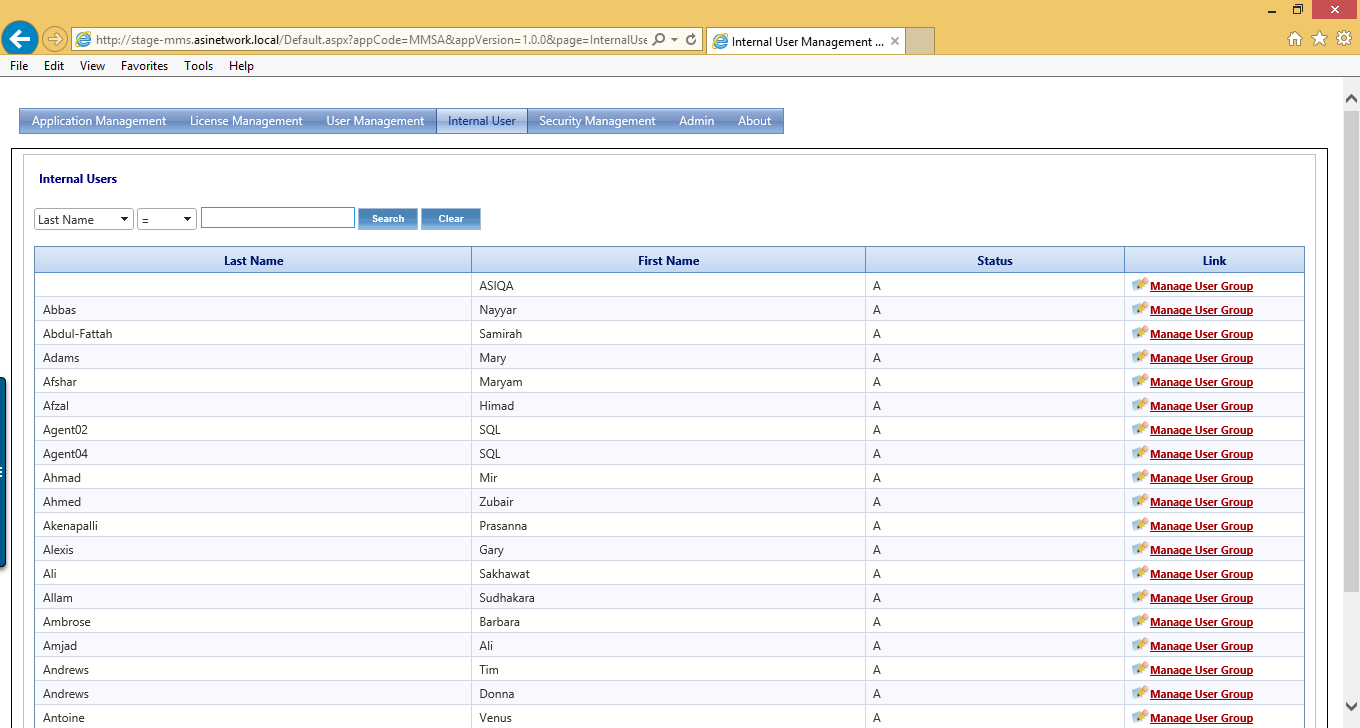 http://stage-mms.asinetwork.local/Default.aspx?appCode=MMSA&appVersion=1.0.0&page=InternalUse
Internal User Management ...
File Edit View Favorites Tools Help
Application Management License Management User Management Internal User Security Management Admin About
Internal Users
Last Name = Search Clear
Last Name First Name Status Link
ASIQA A Manage User Group
Abbas Nayyar A Manage User Group
Abdul-Fattah Samirah A Manage User Group
Adams Mary A Manage User Group
Afshar Maryam A Manage User Group
Afzal Himad A Manage User Group
Agent02 SQL A Manage User Group
Agent04 SQL A Manage User Group
Ahmad Mir A Manage User Group
Ahmed Zubair A Manage User Group
Akenapalli Prasanna A Manage User Group
Alexis Gary A Manage User Group
Ali Sakhawat A Manage User Group
Allam Sudhakara A Manage User Group
Ambrose Barbara A Manage User Group
Amjad Ali A Manage User Group
Andrews Tim A Manage User Group
Andrews Donna A Manage User Group
Antoine Venus A Manage User Group